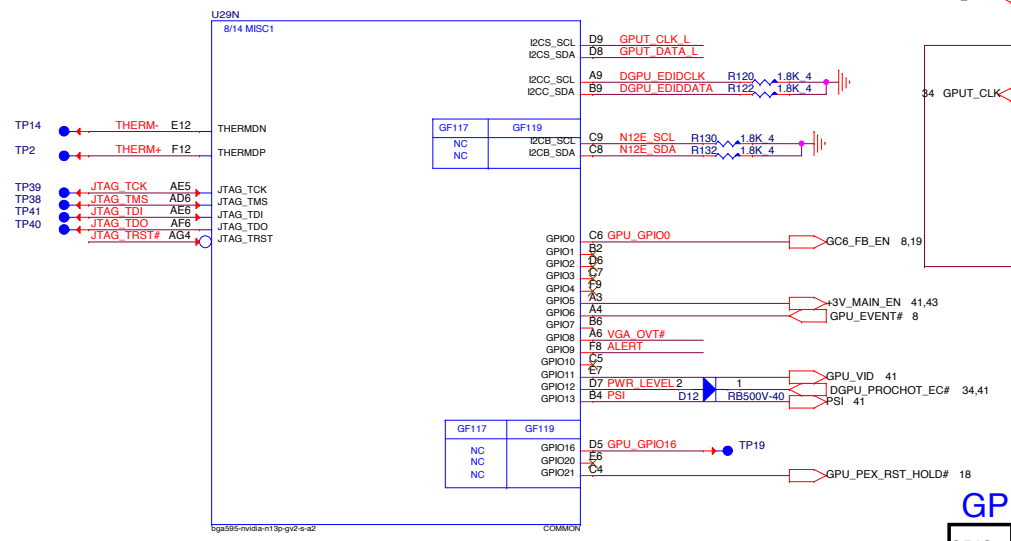 U29N
8/14 MISC1
I2CS_SCL D9 GPUT_CLK_L
I2CS_SDA D8 GPUT_DATA_L
I2CC_SCL A9 DGPU_EDIDCLK R120 1.8K_4
I2CC_SDA B9 DGPU_EDIDDATA R122 1.8K_4
34 GPUT_CLK
TP14 THERM- E12 THERMDN
TP2 THERM+ F12 THERMDP
GF117 GF119
NC I2CB_SCL C9 N12E_SCL R130 1.8K_4
NC I2CB_SDA C8 N12E_SDA R132 1.8K_4
TP39 JTAG_TCK AE5 JTAG_TCK
TP38 JTAG_TMS AD6 JTAG_TMS
TP41 JTAG_TDI AE6 JTAG_TDI
TP40 JTAG_TDO AF6 JTAG_TDO
JTAG_TRST# AG4 JTAG_TRST
GPIO0 C6 GPU_GPIO0 GC6_FB_EN 8,19
GPIO1 B2
GPIO2 D6
GPIO3 C7
GPIO4 F9
GPIO5 A3 +3V_MAIN_EN 41,43
GPIO6 A4 GPU_EVENT# 8
GPIO7 B6
GPIO8 A6 VGA_OVT#
GPIO9 F8 ALERT
GPIO10 C5
GPIO11 E7 GPU_VID 41
GPIO12 D7 PWR_LEVEL 2 D12 1 RB500V-40 DGPU_PROCHOT_EC# 34,41
GPIO13 B4 PSI PSI 41
GF117 GF119
NC GPIO16 D5 GPU_GPIO16 TP19
NC GPIO20 E6
NC GPIO21 C4 GPU_PEX_RST_HOLD# 18
bga595-nvidia-n13p-gv2-s-a2 COMMON
GP